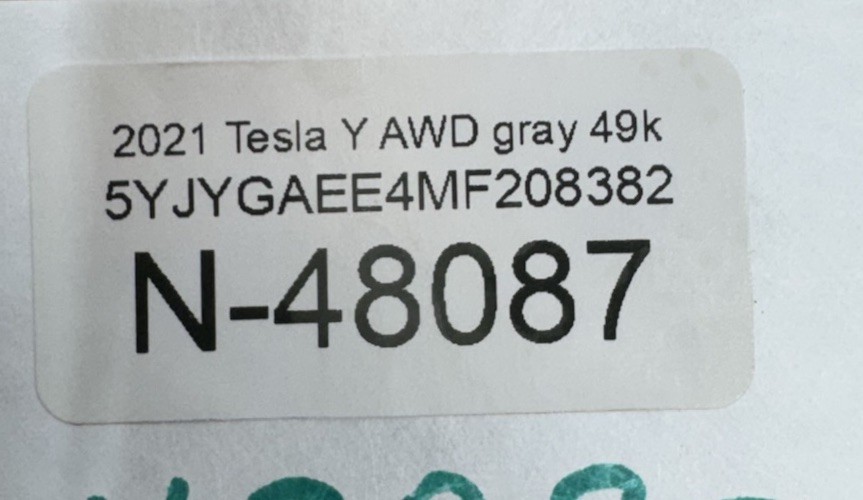 2021 Tesla Y AWD gray 49k
5YJYGAEE4MF208382
N-48087